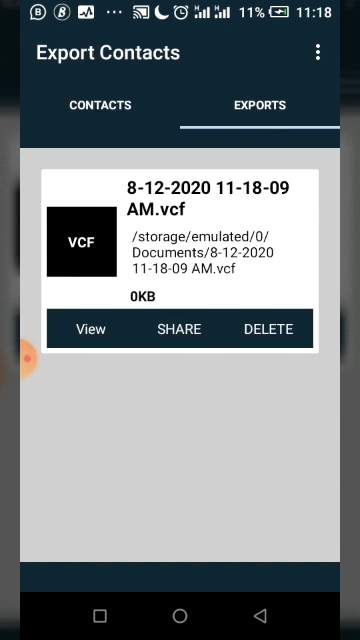 11% 11:18
Export Contacts
CONTACTS EXPORTS
8-12-2020 11-18-09
AM.vcf
VCF
/storage/emulated/0/
Documents/8-12-2020
11-18-09 AM.vcf
0KB
View SHARE DELETE